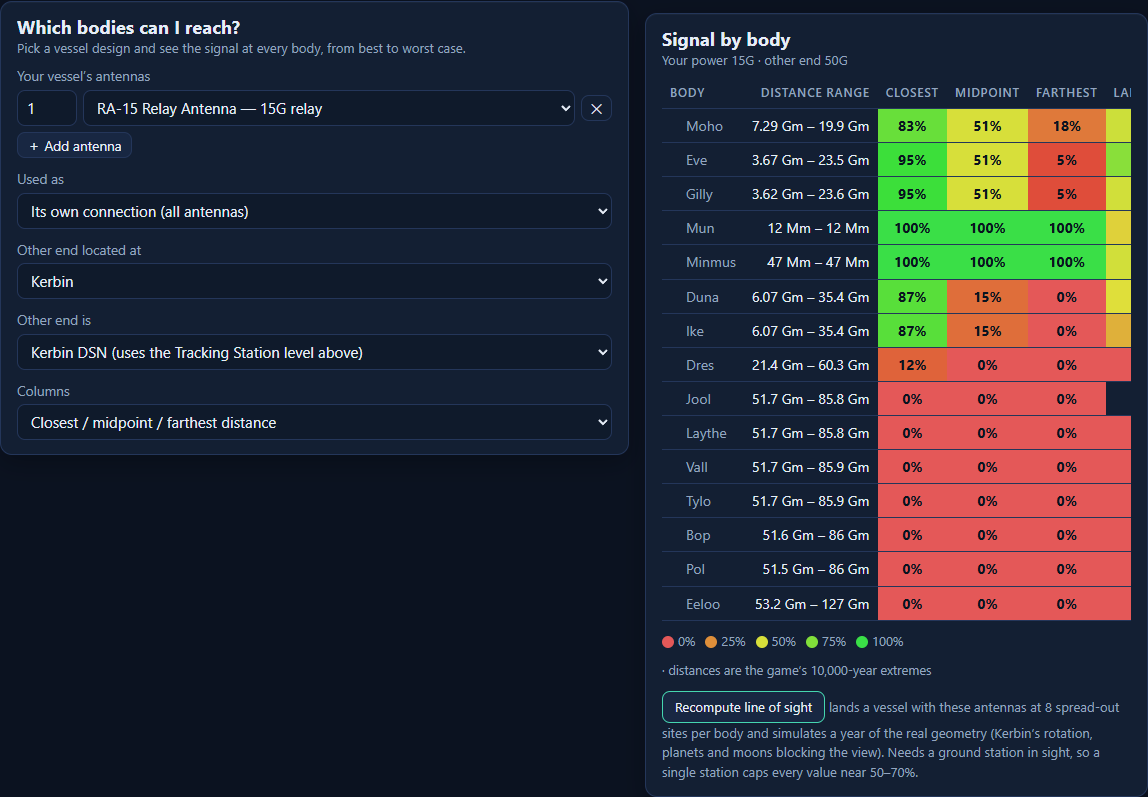 Which bodies can I reach?
Pick a vessel design and see the signal at every body, from best to worst case.
Your vessel's antennas
1 RA-15 Relay Antenna — 15G relay ×
+ Add antenna
Used as
Its own connection (all antennas)
Other end located at
Kerbin
Other end is
Kerbin DSN (uses the Tracking Station level above)
Columns
Closest / midpoint / farthest distance
Signal by body
Your power 15G · other end 50G
BODY DISTANCE RANGE CLOSEST MIDPOINT FARTHEST
Moho 7.29 Gm – 19.9 Gm 83% 51% 18%
Eve 3.67 Gm – 23.5 Gm 95% 51% 5%
Gilly 3.62 Gm – 23.6 Gm 95% 51% 5%
Mun 12 Mm – 12 Mm 100% 100% 100%
Minmus 47 Mm – 47 Mm 100% 100% 100%
Duna 6.07 Gm – 35.4 Gm 87% 15% 0%
Ike 6.07 Gm – 35.4 Gm 87% 15% 0%
Dres 21.4 Gm – 60.3 Gm 12% 0% 0%
Jool 51.7 Gm – 85.8 Gm 0% 0% 0%
Laythe 51.7 Gm – 85.8 Gm 0% 0% 0%
Vall 51.7 Gm – 85.9 Gm 0% 0% 0%
Tylo 51.7 Gm – 85.9 Gm 0% 0% 0%
Bop 51.6 Gm – 86 Gm 0% 0% 0%
Pol 51.5 Gm – 86 Gm 0% 0% 0%
Eeloo 53.2 Gm – 127 Gm 0% 0% 0%
0% 25% 50% 75% 100%
· distances are the game's 10,000-year extremes
Recompute line of sight lands a vessel with these antennas at 8 spread-out
sites per body and simulates a year of the real geometry (Kerbin's rotation,
planets and moons blocking the view). Needs a ground station in sight, so a
single station caps every value near 50–70%.